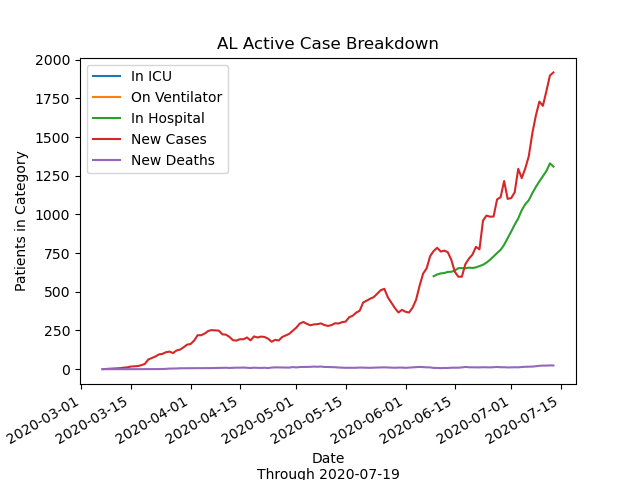 AL Active Case Breakdown
2000
1750
1500
1250
1000
750
500
250
0
Patients in Category
In ICU
On Ventilator
In Hospital
New Cases
New Deaths
2020-03-01
2020-03-15
2020-04-01
2020-04-15
2020-05-01
2020-05-15
2020-06-01
2020-06-15
2020-07-01
2020-07-15
Date
Through 2020-07-19